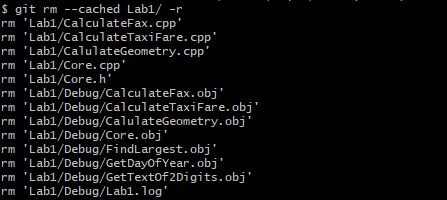 $ git rm --cached Lab1/ -r
rm 'Lab1/CalculateFax.cpp'
rm 'Lab1/CalculateTaxiFare.cpp'
rm 'Lab1/CalulateGeometry.cpp'
rm 'Lab1/Core.cpp'
rm 'Lab1/Core.h'
rm 'Lab1/Debug/CalculateFax.obj'
rm 'Lab1/Debug/CalculateTaxiFare.obj'
rm 'Lab1/Debug/CalulateGeometry.obj'
rm 'Lab1/Debug/Core.obj'
rm 'Lab1/Debug/FindLargest.obj'
rm 'Lab1/Debug/GetDayOfYear.obj'
rm 'Lab1/Debug/GetTextOf2Digits.obj'
rm 'Lab1/Debug/Lab1.log'